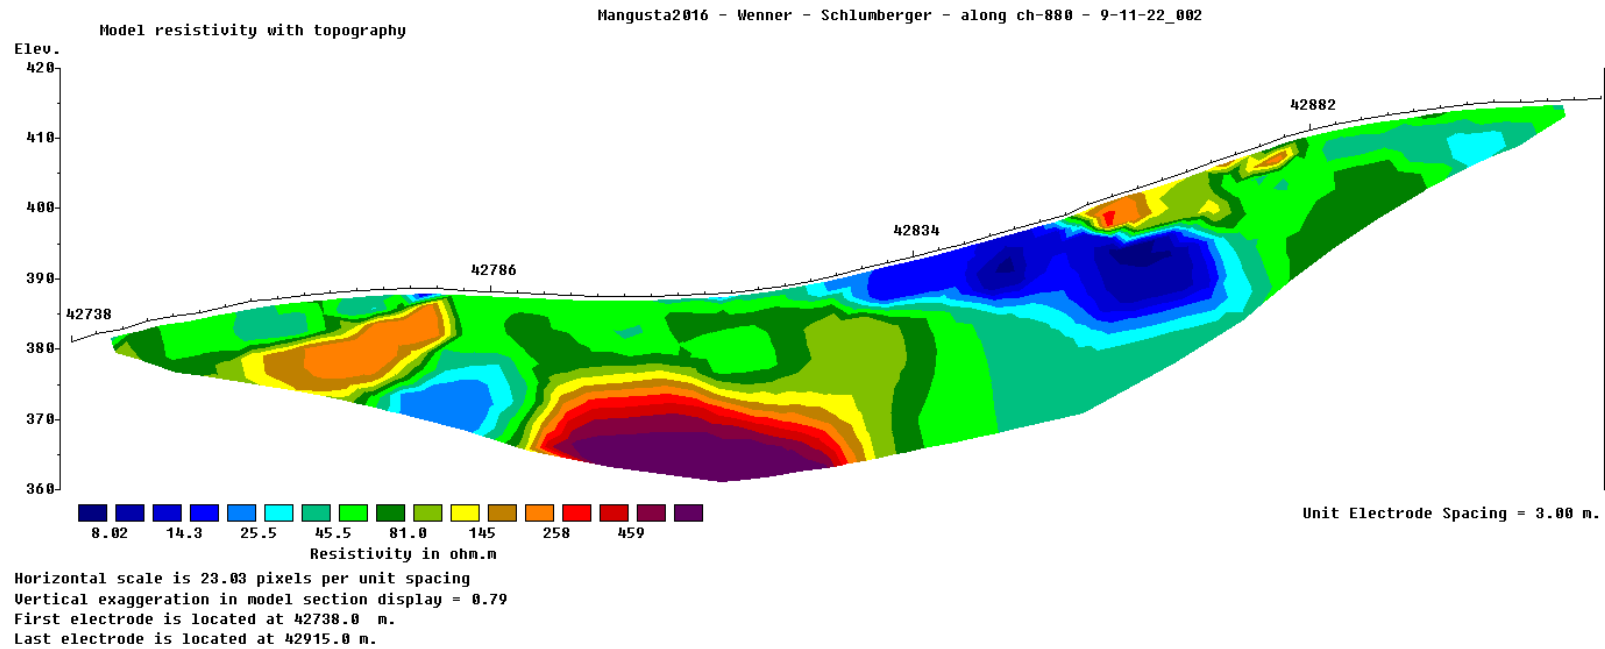 Mangusta2016 - Wenner - Schlumberger - along ch-880 - 9-11-22_002
Model resistivity with topography
Elev.
420
42882
410
400
42834
390
42786
42738
380
370
360
8.02 14.3 25.5 45.5 81.0 145 258 459
Unit Electrode Spacing = 3.00 m.
Resistivity in ohm.m
Horizontal scale is 23.03 pixels per unit spacing
Vertical exaggeration in model section display = 0.79
First electrode is located at 42738.0 m.
Last electrode is located at 42915.0 m.